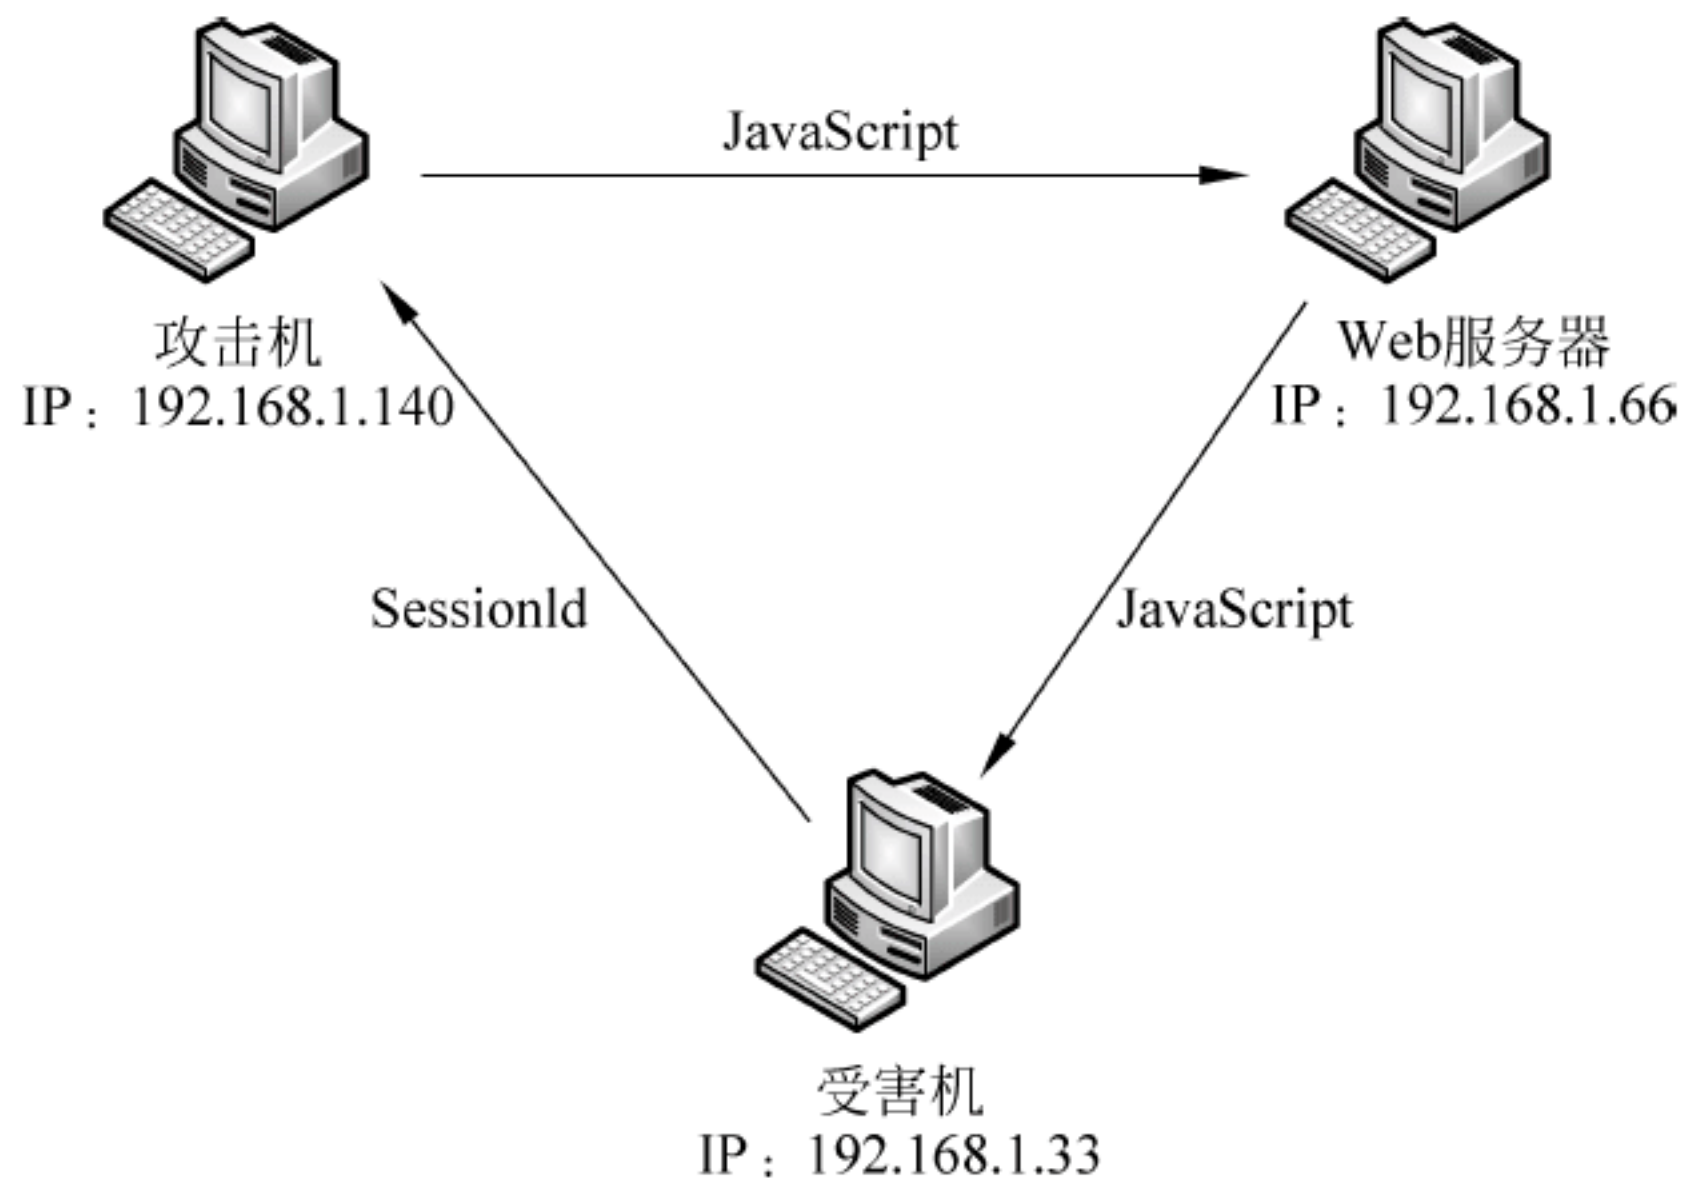 JavaScript
攻击机
IP：192.168.1.140
Web服务器
IP：192.168.1.66
SessionId
JavaScript
受害机
IP：192.168.1.33